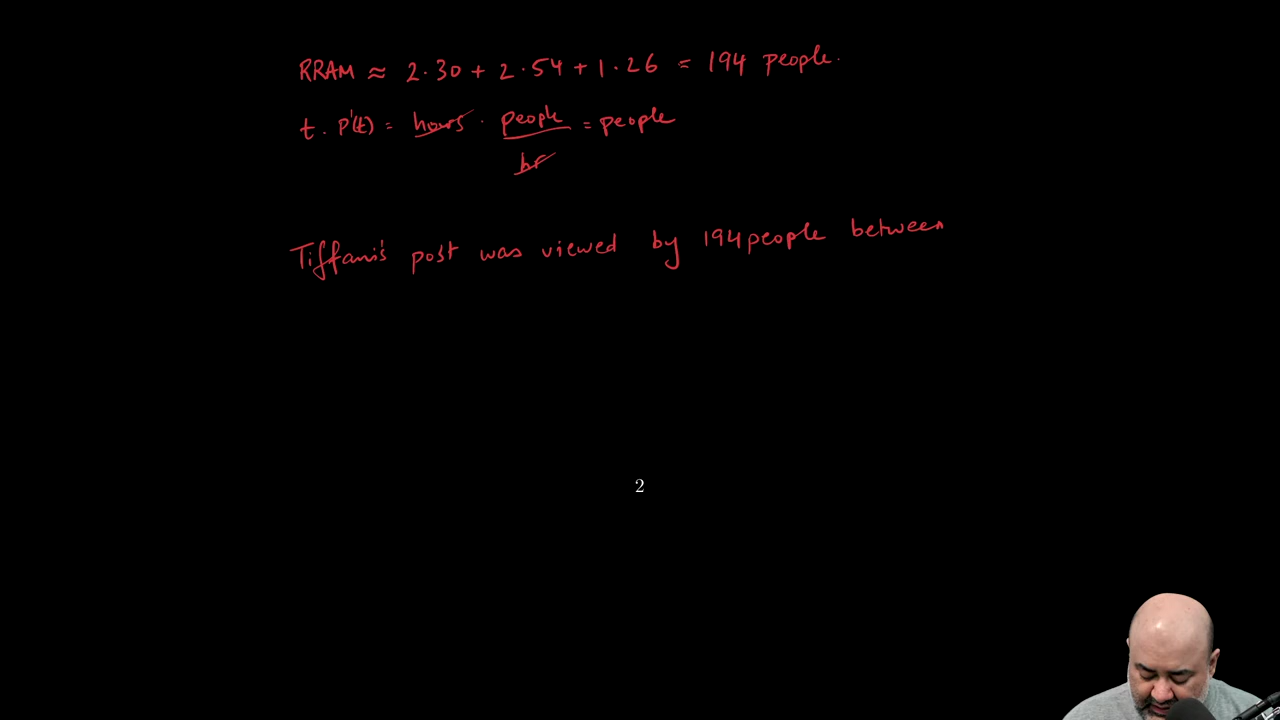 RRAM ≈ 2·30 + 2·54 + 1·26 = 194 people.
t · P'(t) = hours · people / hr = people
Tiffani's post was viewed by 194 people between
2